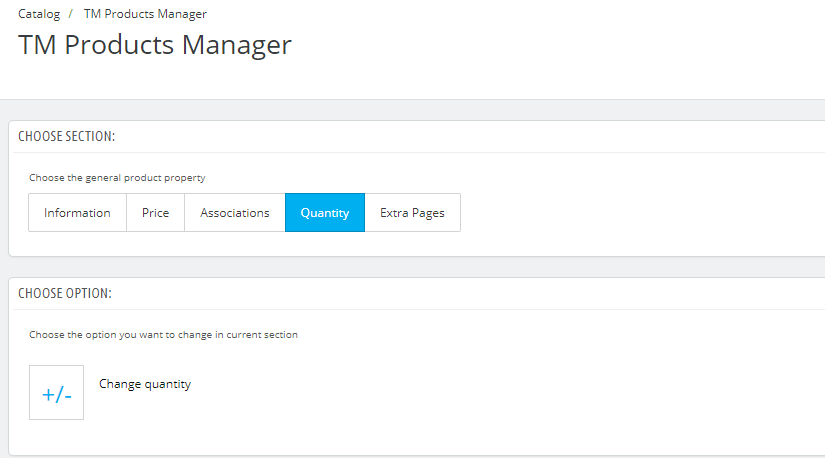 Catalog / TM Products Manager
TM Products Manager
CHOOSE SECTION:
Choose the general product property
Information Price Associations Quantity Extra Pages
CHOOSE OPTION:
Choose the option you want to change in current section
+/- Change quantity